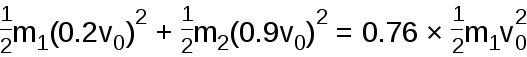 ½m₁(0.2v₀)² + ½m₂(0.9v₀)² = 0.76 × ½m₁v₀²